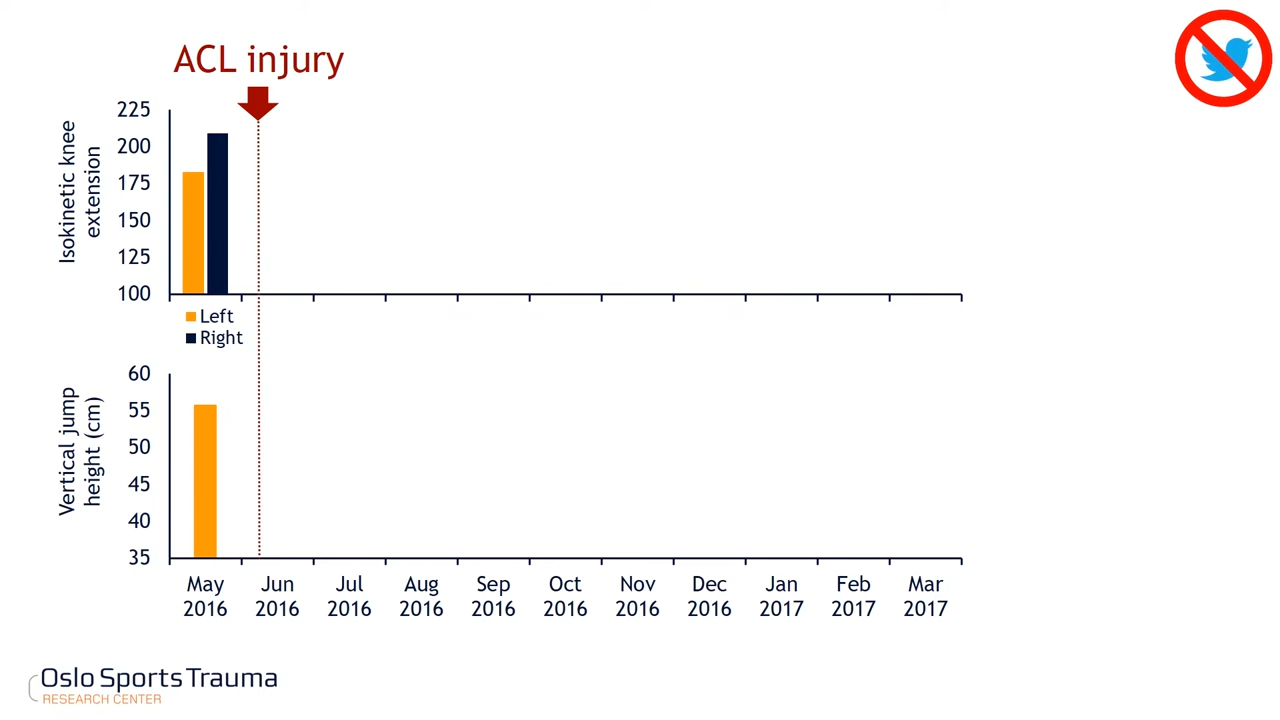 ACL injury
Isokinetic knee
extension
225
200
175
150
125
100
Left
Right
Vertical jump
height (cm)
60
55
50
45
40
35
May Jun Jul Aug Sep Oct Nov Dec Jan Feb Mar
2016 2016 2016 2016 2016 2016 2016 2016 2017 2017 2017
Oslo Sports Trauma
RESEARCH CENTER